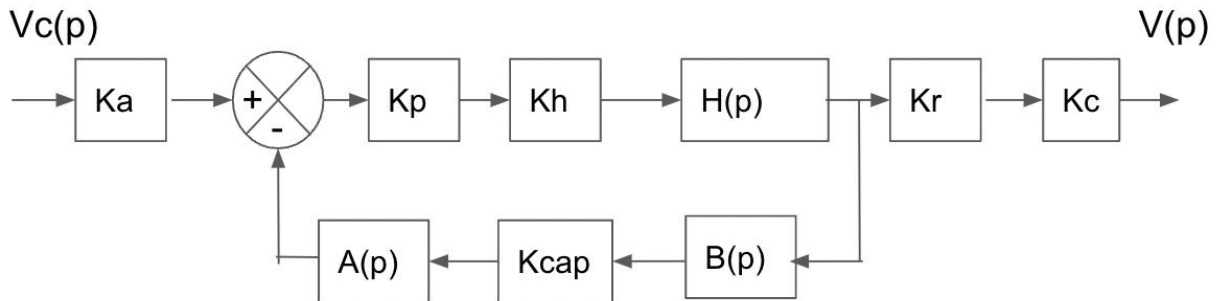 Vc(p)
V(p)
Ka
+
-
Kp
Kh
H(p)
Kr
Kc
A(p)
Kcap
B(p)